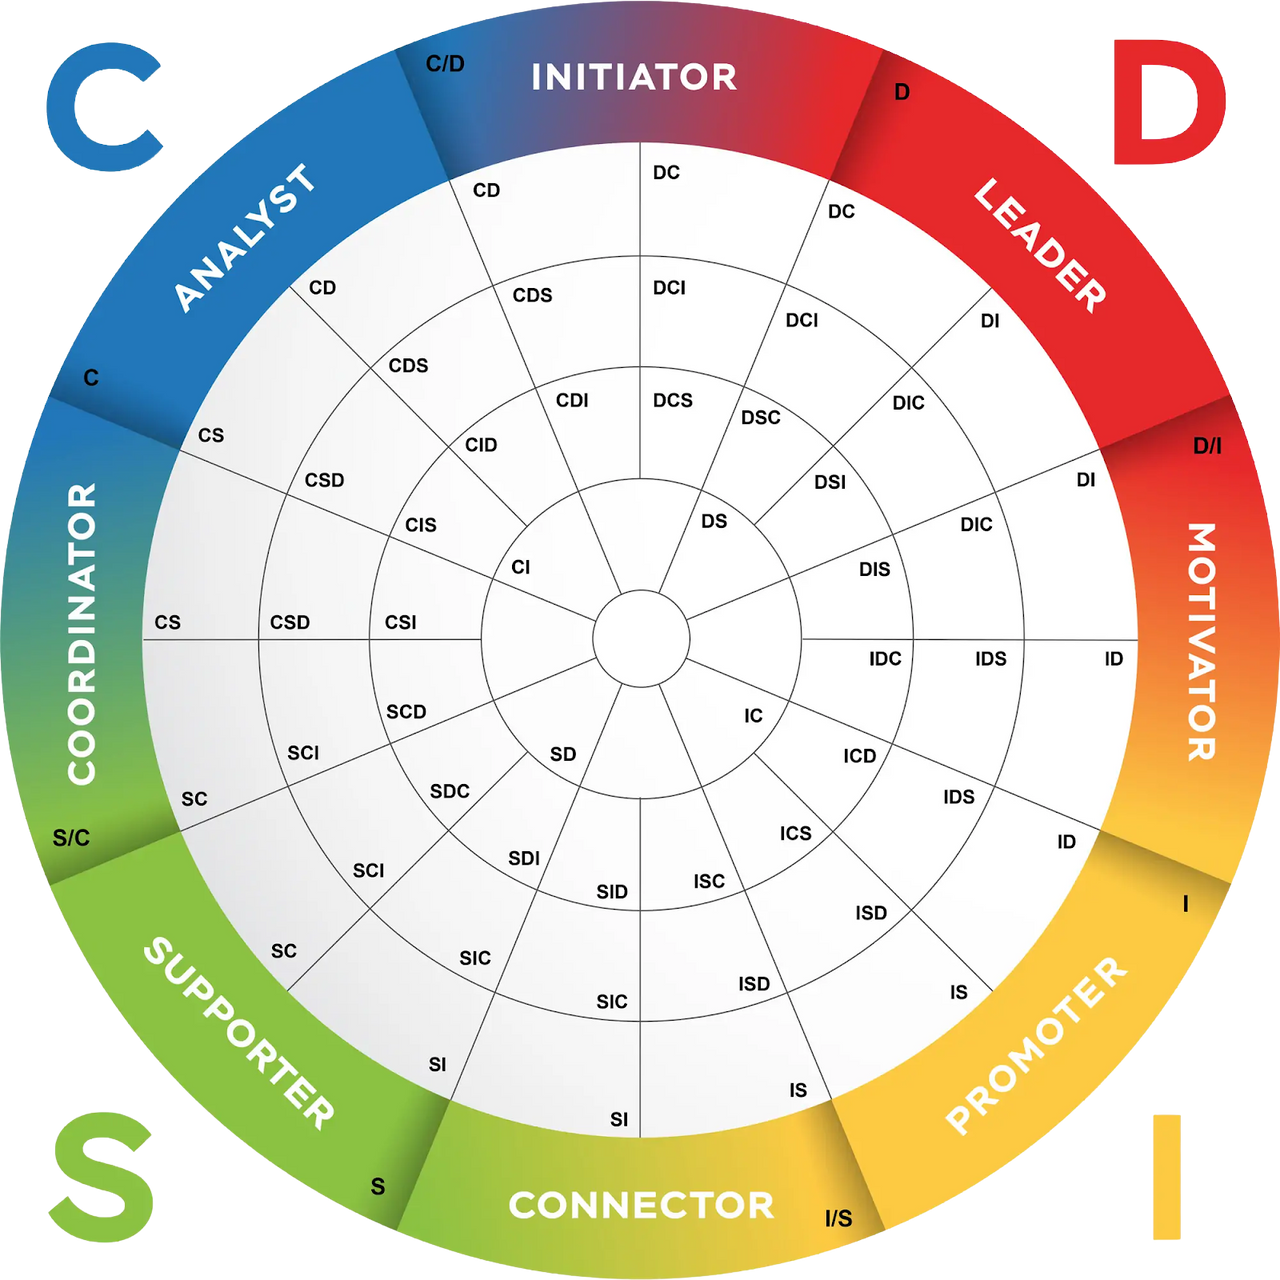 C
D
C/D
INITIATOR
D
ANALYST
LEADER
CD
DC
DC
CD
CDS
DCI
DCI
DI
C
CDS
DIC
CDI
DCS
DSC
CS
CID
D/I
CSD
DSI
DI
CIS
DS
DIC
CI
DIS
COORDINATOR
MOTIVATOR
CS
CSD
CSI
IDC
IDS
ID
SCD
IC
SCI
SD
ICD
SC
SDC
IDS
S/C
ICS
ID
SCI
SDI
SID
ISC
I
ISD
SC
SIC
ISD
SIC
IS
SUPPORTER
PROMOTER
SI
IS
SI
S
S
CONNECTOR
I/S
I